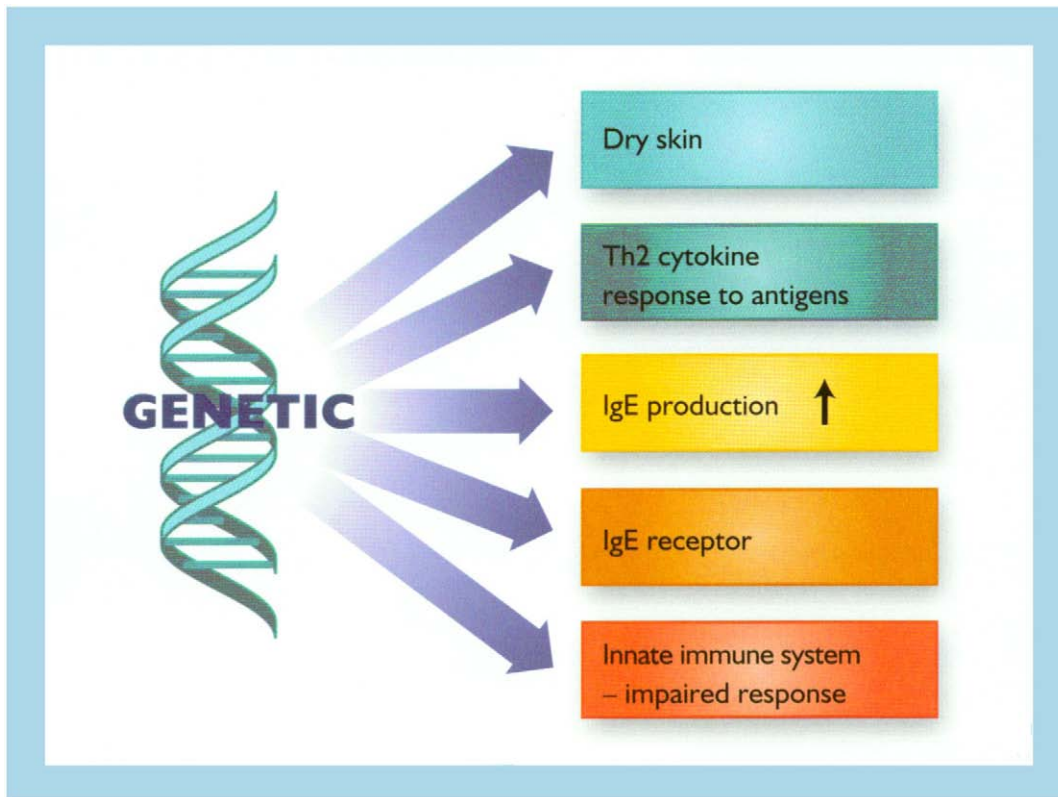 Dry skin
Th2 cytokine
response to antigens
GENETIC
IgE production ↑
IgE receptor
Innate immune system
– impaired response